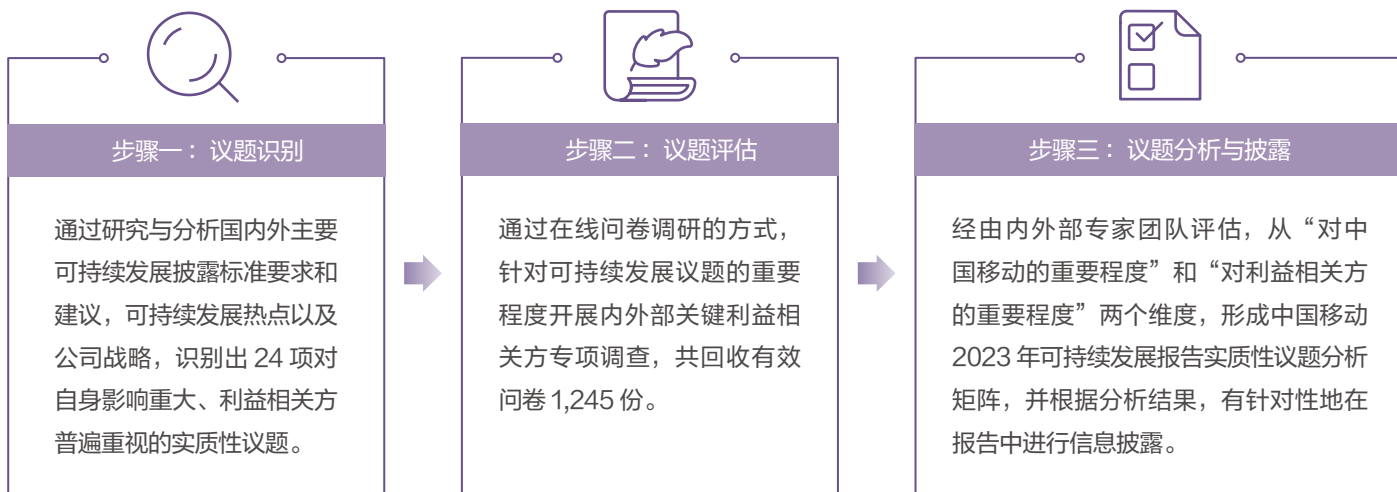 步骤一：议题识别
通过研究与分析国内外主要
可持续发展披露标准要求和
建议，可持续发展热点以及
公司战略，识别出 24 项对
自身影响重大、利益相关方
普遍重视的实质性议题。
步骤二：议题评估
通过在线问卷调研的方式，
针对可持续发展议题的重要
程度开展内外部关键利益相
关方专项调查，共回收有效
问卷 1,245 份。
步骤三：议题分析与披露
经由内外部专家团队评估，从“对中
国移动的重要程度”和“对利益相关方
的重要程度”两个维度，形成中国移动
2023 年可持续发展报告实质性议题分析
矩阵，并根据分析结果，有针对性地在
报告中进行信息披露。